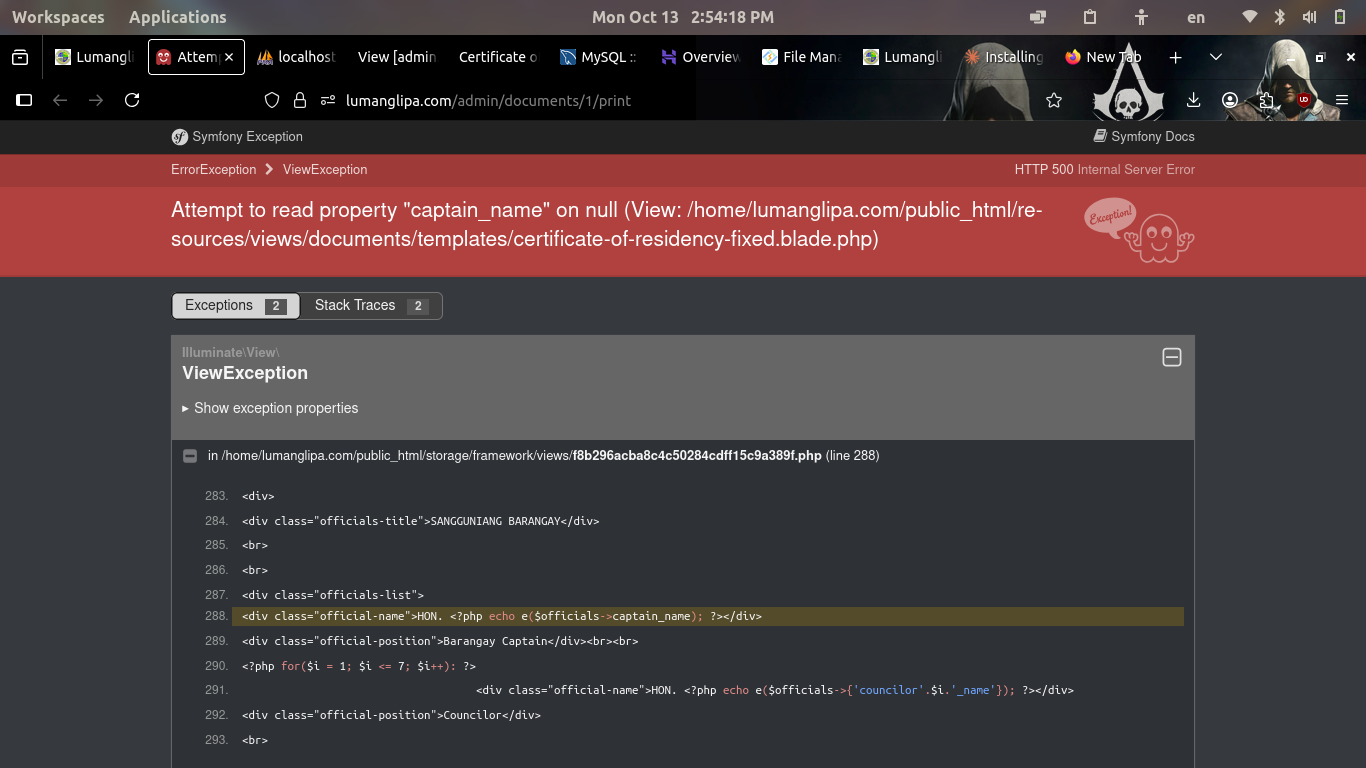 Workspaces Applications Mon Oct 13 2:54:18 PM en
Lumangli Attem localhost View [admin Certificate o MySQL :: Overview File Mana Lumangli Installing New Tab
lumanglipa.com/admin/documents/1/print
Symfony Exception Symfony Docs
ErrorException ViewException HTTP 500 Internal Server Error
Attempt to read property "captain_name" on null (View: /home/lumanglipa.com/public_html/re-
sources/views/documents/templates/certificate-of-residency-fixed.blade.php)
Exception!
Exceptions 2 Stack Traces 2
Illuminate\View\
ViewException
▸ Show exception properties
in /home/lumanglipa.com/public_html/storage/framework/views/f8b296acba8c4c50284cdff15c9a389f.php (line 288)
283. <div>
284. <div class="officials-title">SANGGUNIANG BARANGAY</div>
285. <br>
286. <br>
287. <div class="officials-list">
288. <div class="official-name">HON. <?php echo e($officials->captain_name); ?></div>
289. <div class="official-position">Barangay Captain</div><br><br>
290. <?php for($i = 1; $i <= 7; $i++): ?>
291. <div class="official-name">HON. <?php echo e($officials->{'councilor'.$i.'_name'}); ?></div>
292. <div class="official-position">Councilor</div>
293. <br>